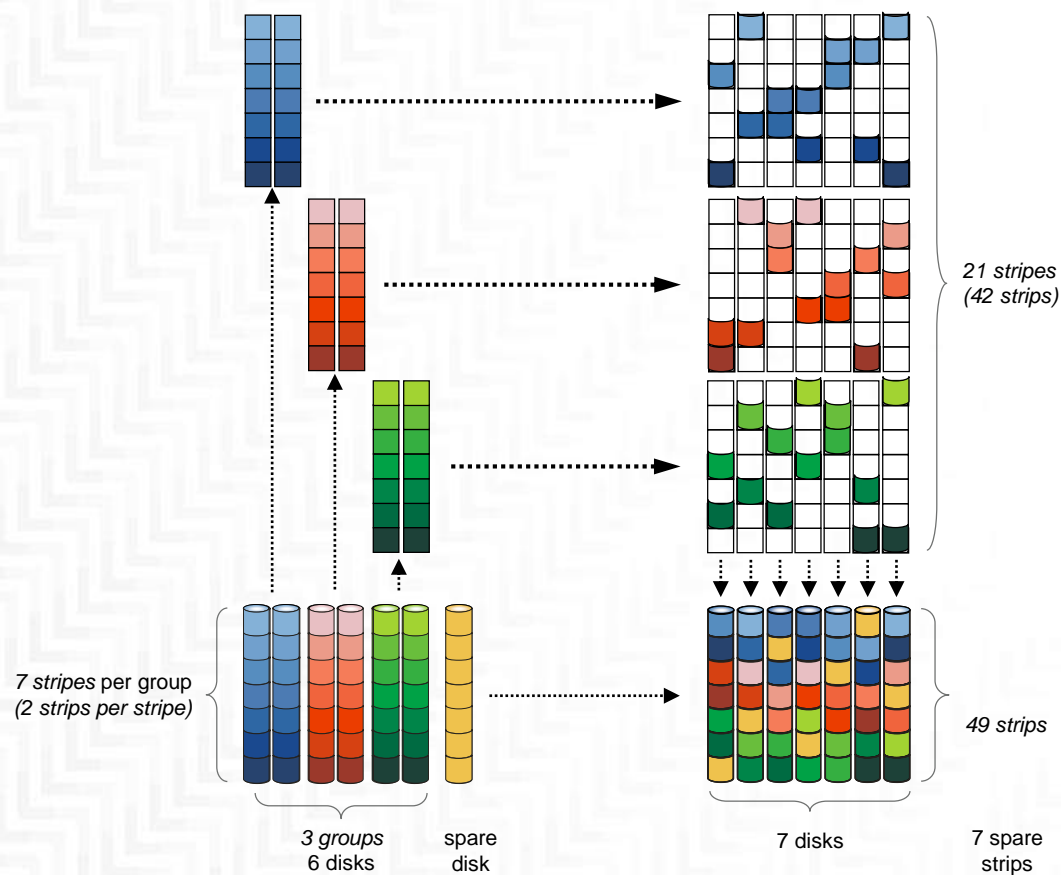 21 stripes
(42 strips)
7 stripes per group
(2 strips per stripe)
49 strips
3 groups
6 disks
spare
disk
7 disks
7 spare
strips